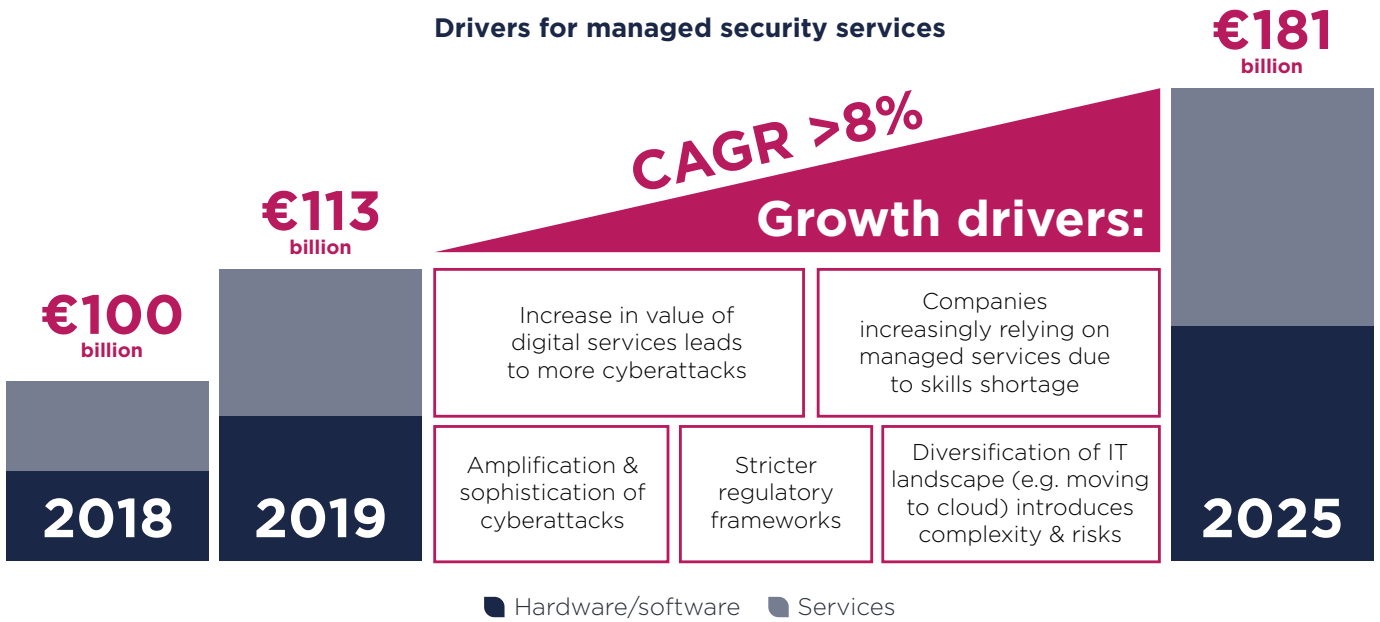 Drivers for managed security services
€100
billion
2018
€113
billion
2019
CAGR >8%
Growth drivers:
Increase in value of
digital services leads
to more cyberattacks
Companies
increasingly relying on
managed services due
to skills shortage
Amplification &
sophistication of
cyberattacks
Stricter
regulatory
frameworks
Diversification of IT
landscape (e.g. moving
to cloud) introduces
complexity & risks
€181
billion
2025
Hardware/software
Services